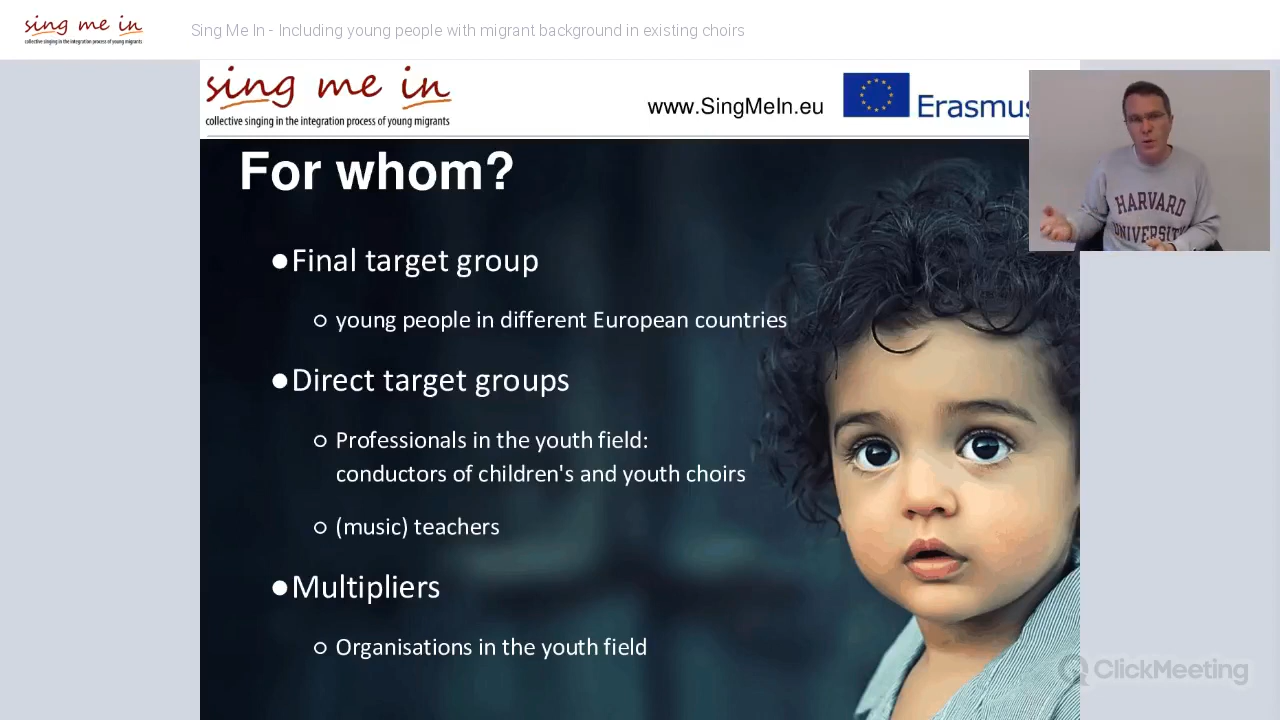 sing me in
collective singing in the integration process of young migrants
Sing Me In - Including young people with migrant background in existing choirs
sing me in
collective singing in the integration process of young migrants
www.SingMeIn.eu
Erasmus
HARVARD
UNIVERSITY
For whom?
●Final target group
○ young people in different European countries
●Direct target groups
○ Professionals in the youth field:
conductors of children's and youth choirs
○ (music) teachers
●Multipliers
○ Organisations in the youth field
ClickMeeting